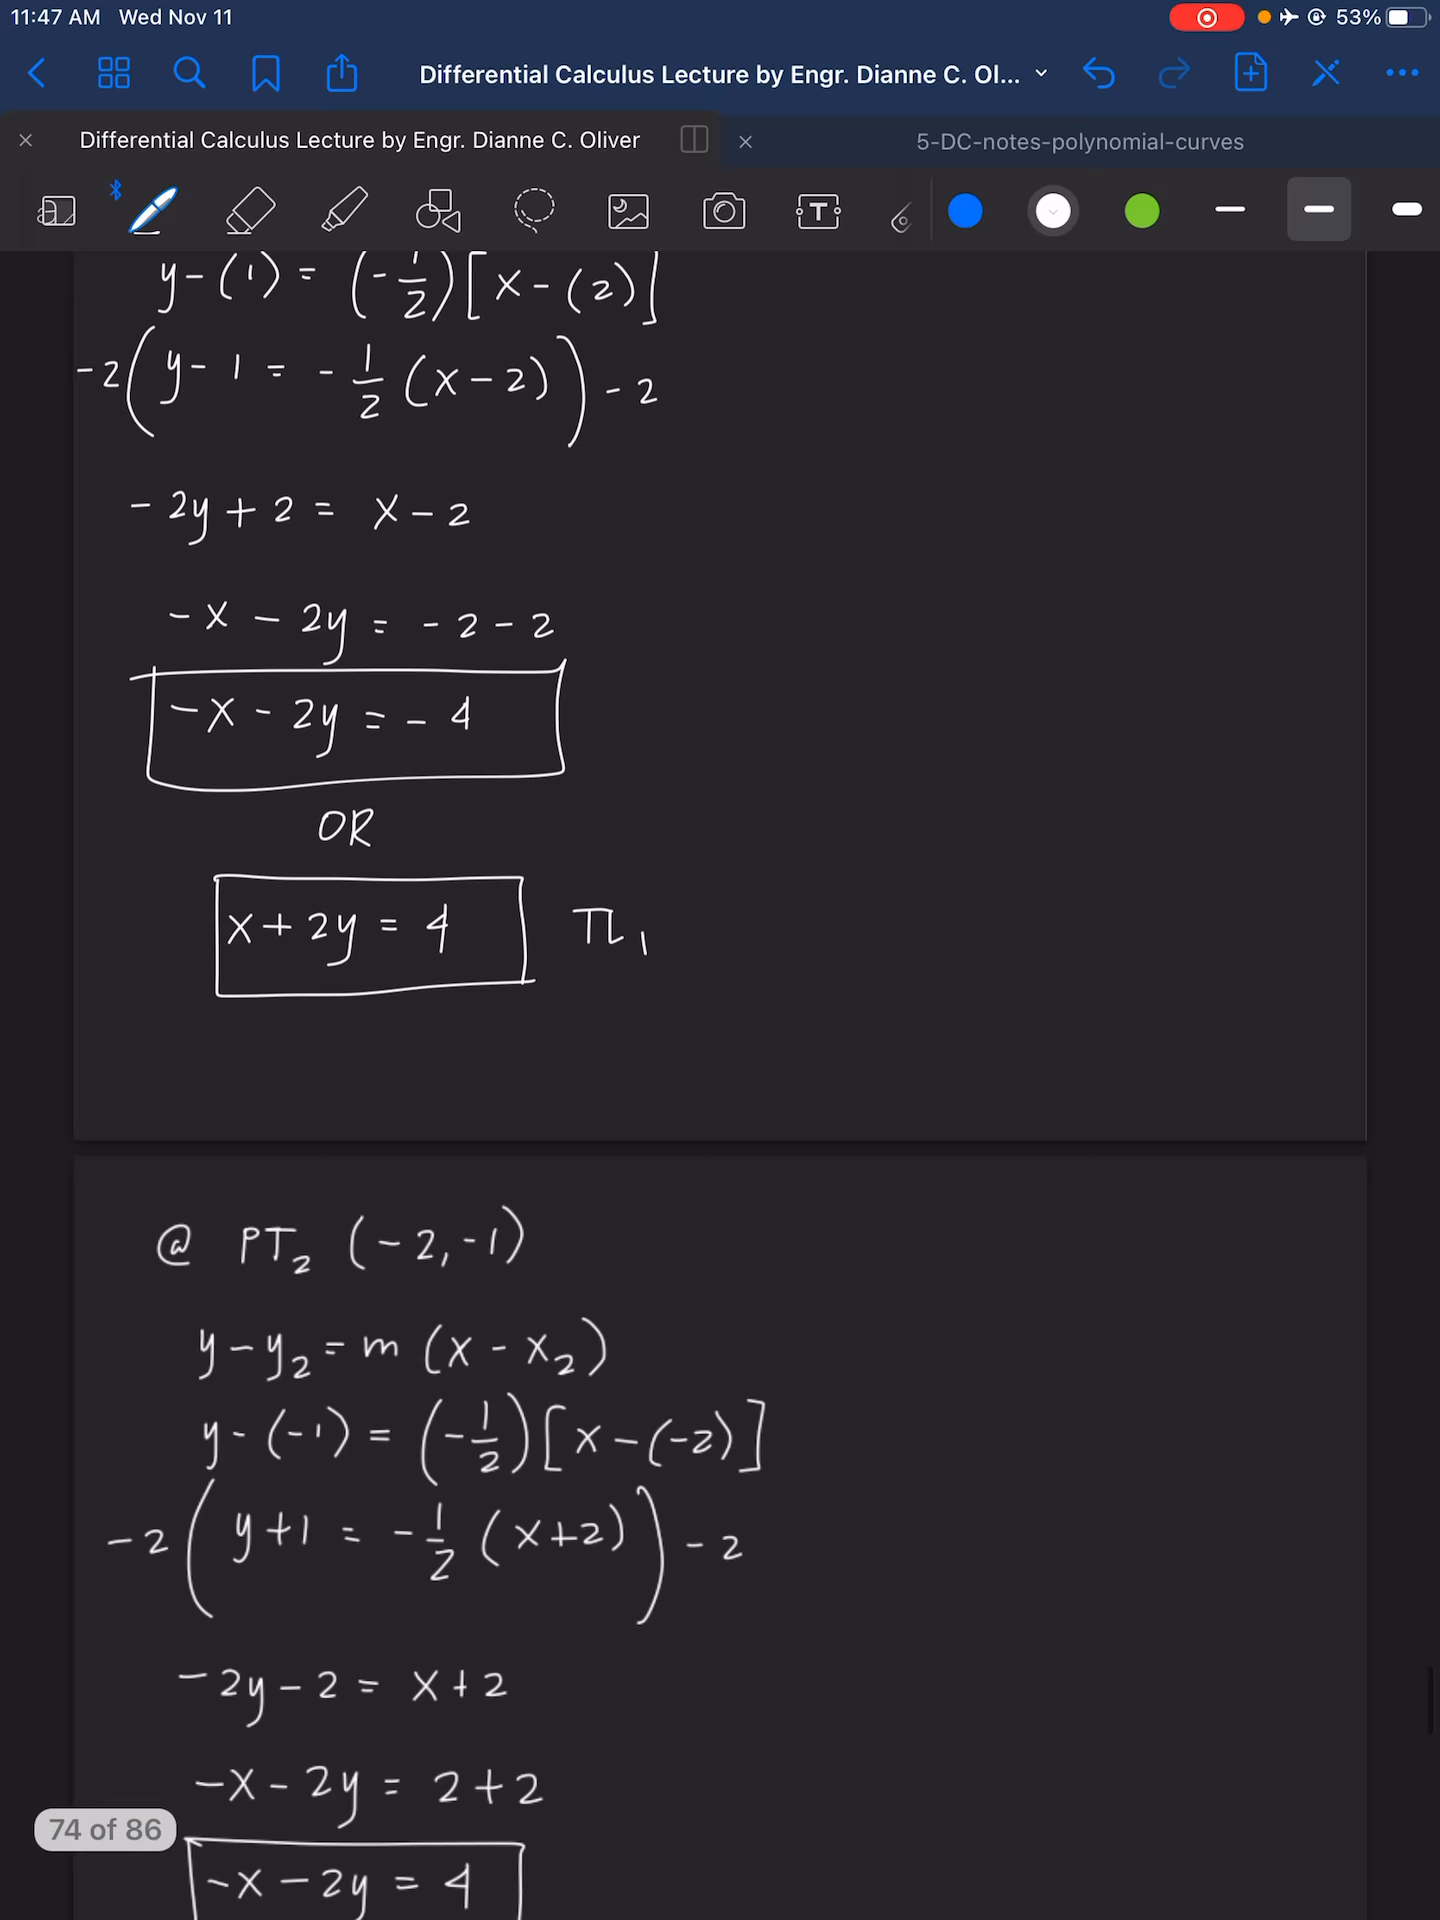 11:47 AM Wed Nov 11
53%
Differential Calculus Lecture by Engr. Dianne C. Ol...
Differential Calculus Lecture by Engr. Dianne C. Oliver
5-DC-notes-polynomial-curves
T
y-(1) = (-1/2)[x-(2)]
-2(y-1 = -1/2(x-2))-2
-2y+2 = x-2
-x-2y = -2-2
-x-2y = -4
OR
x+2y = 4 TL₁
@ PT₂ (-2,-1)
y-y₂ = m(x-x₂)
y-(-1) = (-1/2)[x-(-2)]
-2(y+1 = -1/2(x+2))-2
-2y-2 = x+2
-x-2y = 2+2
74 of 86
-x-2y = 4